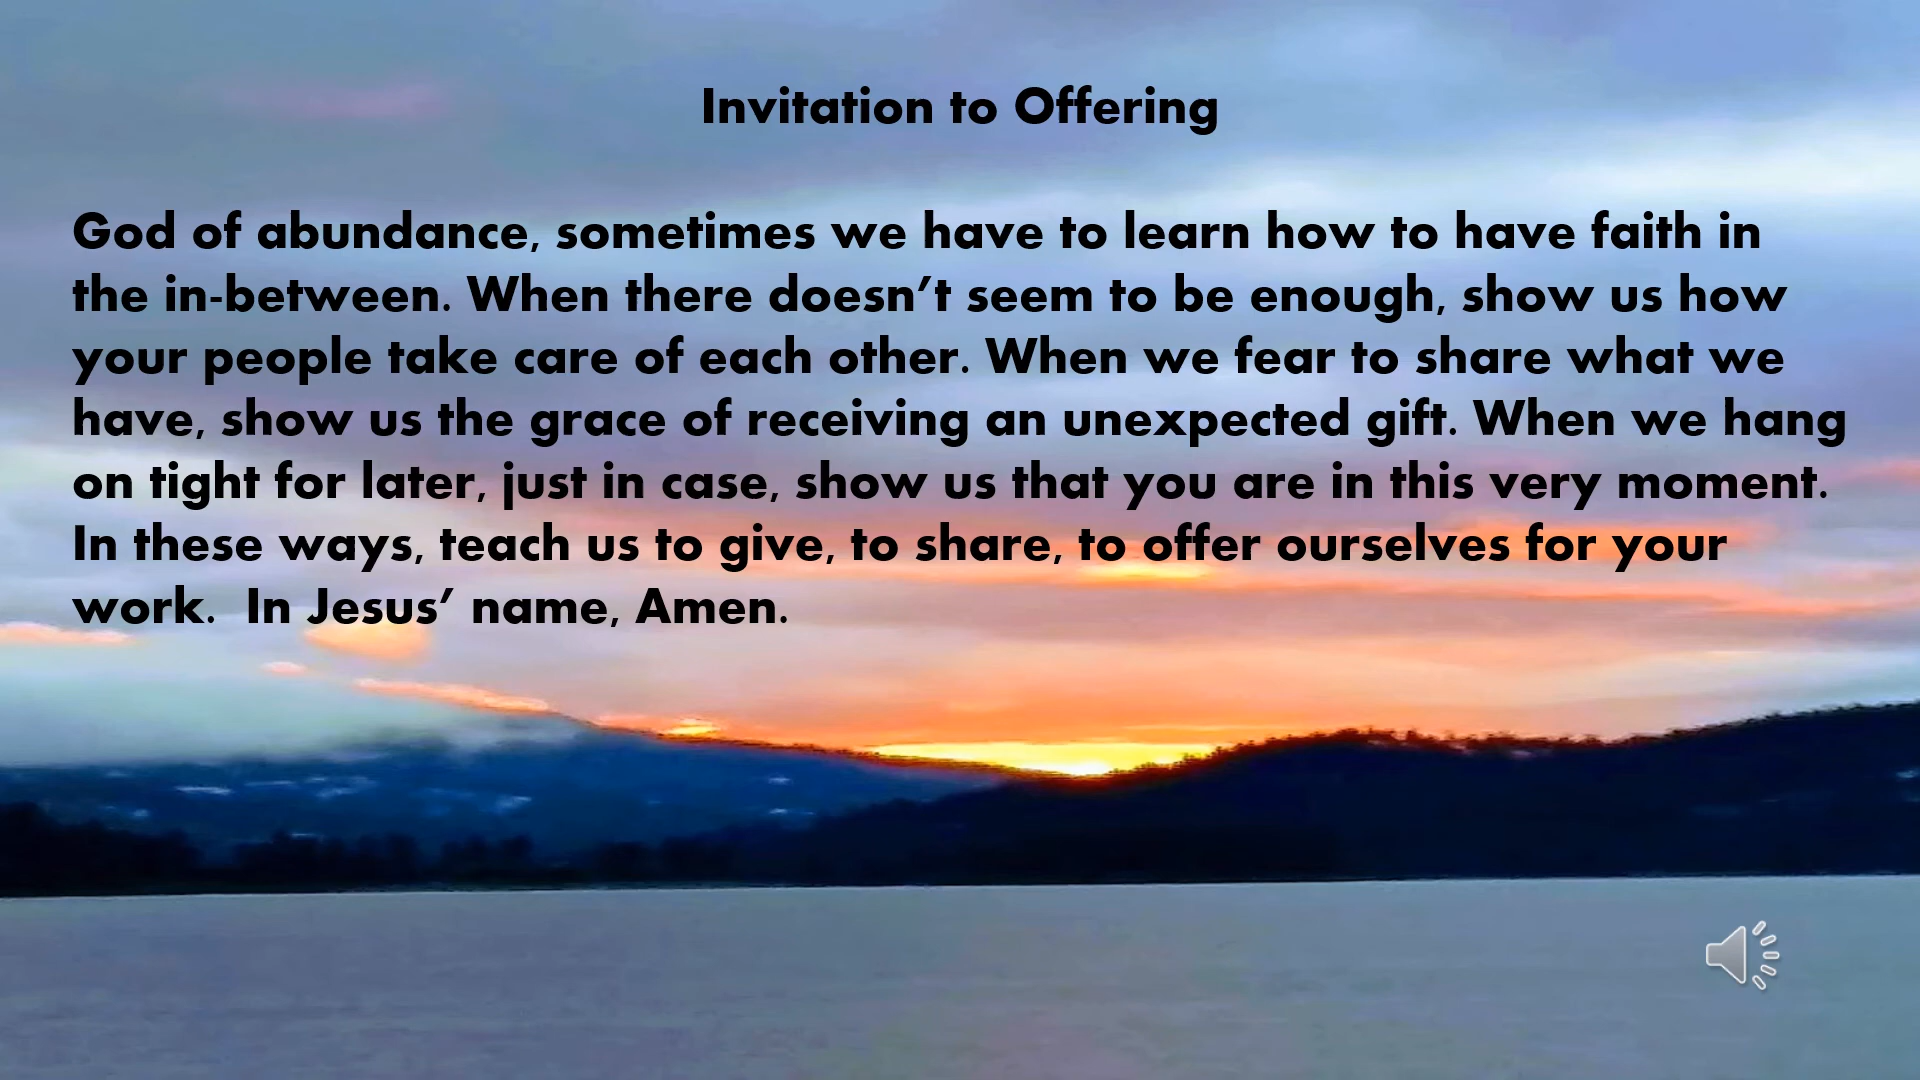 Invitation to Offering
God of abundance, sometimes we have to learn how to have faith in
the in-between. When there doesn’t seem to be enough, show us how
your people take care of each other. When we fear to share what we
have, show us the grace of receiving an unexpected gift. When we hang
on tight for later, just in case, show us that you are in this very moment.
In these ways, teach us to give, to share, to offer ourselves for your
work.  In Jesus’ name, Amen.